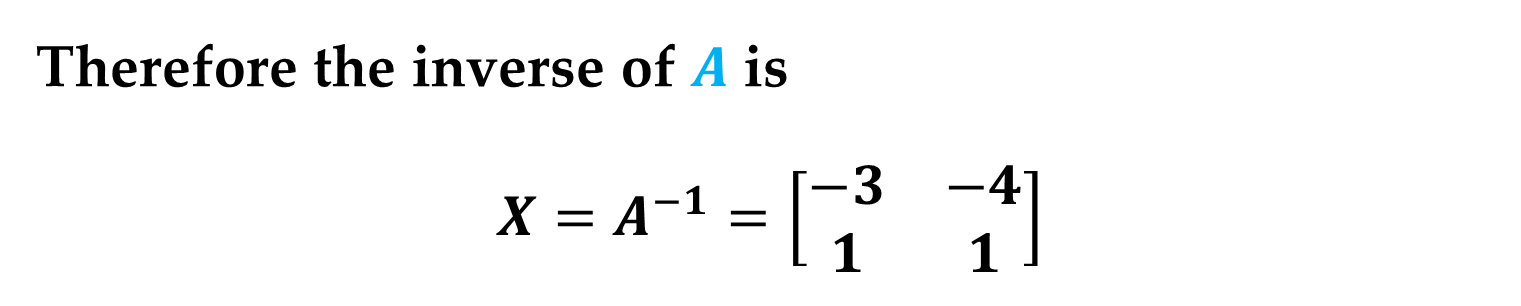 Therefore the inverse of A is
X = A⁻¹ = [−3 −4
1 1]